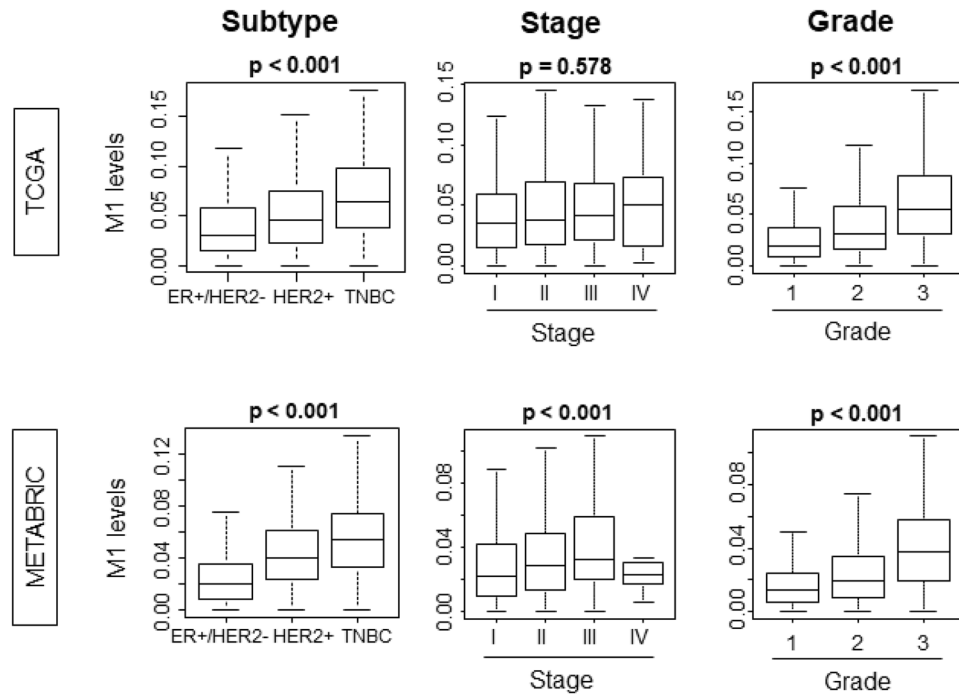 Subtype Stage Grade
p < 0.001 p = 0.578 p < 0.001
TCGA
M1 levels
0.00 0.05 0.10 0.15
ER+/HER2- HER2+ TNBC
0.00 0.05 0.10 0.15
I II III IV
Stage
0.00 0.05 0.10 0.15
1 2 3
Grade
p < 0.001 p < 0.001 p < 0.001
METABRIC
M1 levels
0.00 0.04 0.08 0.12
ER+/HER2- HER2+ TNBC
0.00 0.04 0.08
I II III IV
Stage
0.00 0.04 0.08
1 2 3
Grade